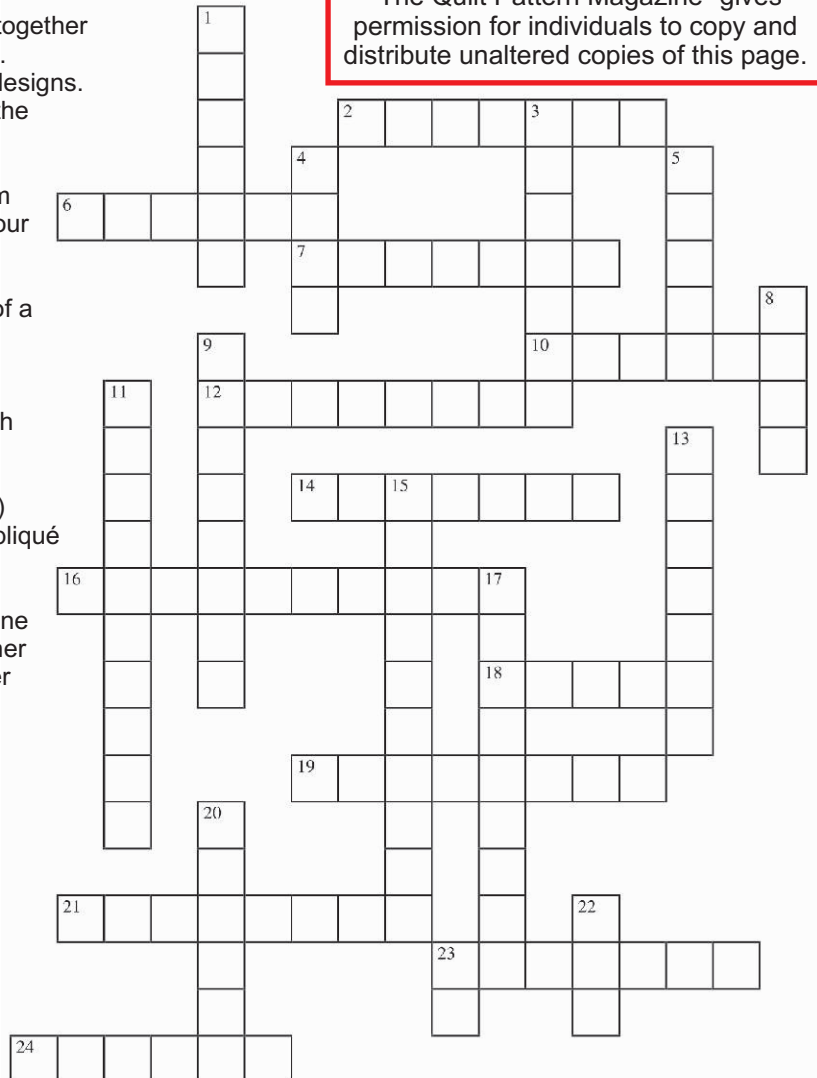 The Quilt Pattern Magazine gives
permission for individuals to copy and
distribute unaltered copies of this page.
together
.
designs.
the
our
of a
)
pliqué
ne
1
2
3
4
5
6
7
8
9
10
11
12
13
14
15
16
17
18
19
20
21
22
23
24